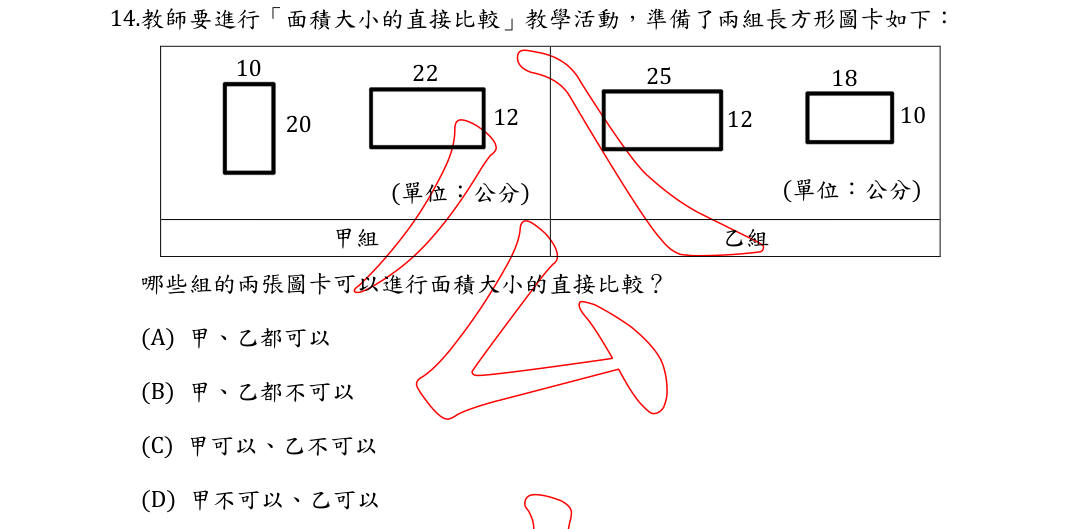 14.教師要進行「面積大小的直接比較」教學活動，準備了兩組長方形圖卡如下：
10 22 25 18
20 12 12 10
(單位：公分) (單位：公分)
甲組 乙組
哪些組的兩張圖卡可以進行面積大小的直接比較？
(A) 甲、乙都可以
(B) 甲、乙都不可以
(C) 甲可以、乙不可以
(D) 甲不可以、乙可以
公